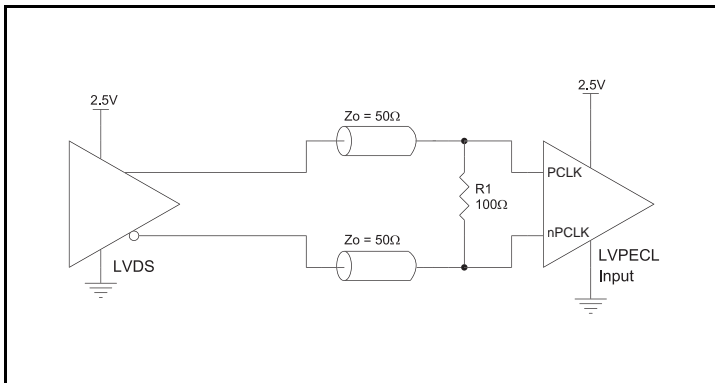 2.5V
LVDS
Zo = 50Ω
Zo = 50Ω
R1
100Ω
2.5V
PCLK
nPCLK
LVPECL
Input